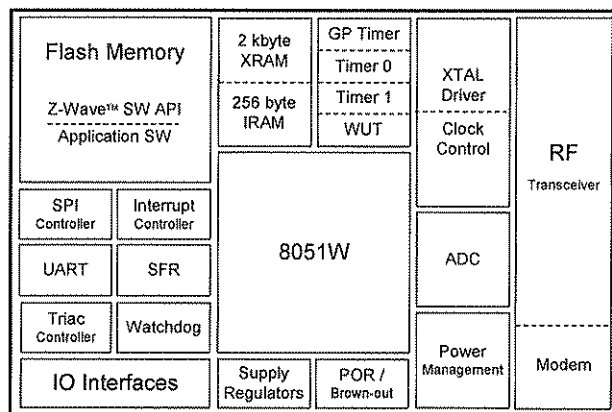 Flash Memory
Z-Wave™ SW API
Application SW
2 kbyte
XRAM
256 byte
IRAM
GP Timer
Timer 0
Timer 1
WUT
XTAL
Driver
Clock
Control
RF
Transceiver
SPI
Controller
Interrupt
Controller
UART
SFR
Triac
Controller
Watchdog
8051W
ADC
Power
Management
Modem
IO Interfaces
Supply
Regulators
POR /
Brown-out